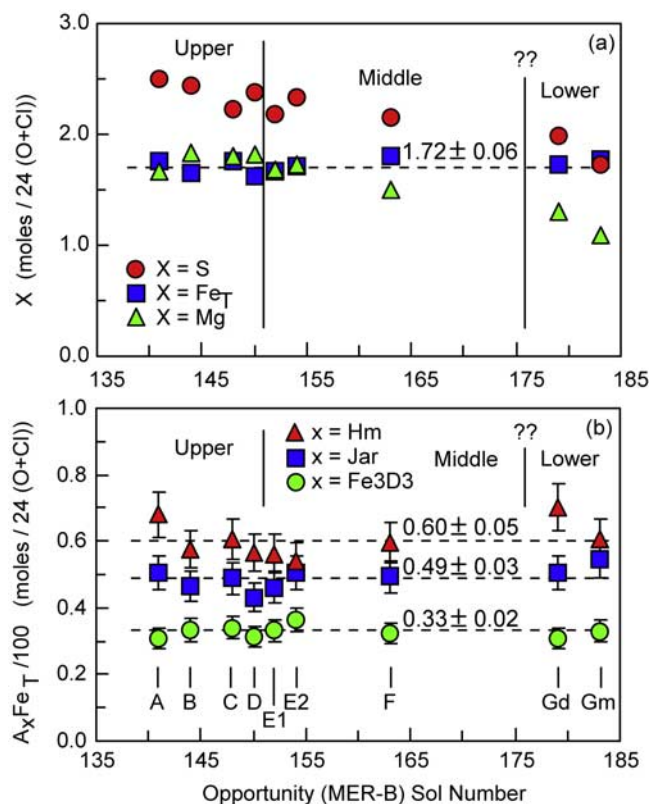 3.0
2.0
1.0
0.0
X (moles / 24 (O+Cl))
Upper
Middle
??
Lower
(a)
1.72 ± 0.06
X = S
X = Fe_T
X = Mg
135 145 155 165 175 185
1.0
0.8
0.6
0.4
0.2
0.0
AₓFe_T /100 (moles / 24 (O+Cl))
Upper
x = Hm
x = Jar
x = Fe3D3
Middle
??
Lower
(b)
0.60 ± 0.05
0.49 ± 0.03
0.33 ± 0.02
A B C D E1 E2 F Gd Gm
135 145 155 165 175 185
Opportunity (MER-B) Sol Number